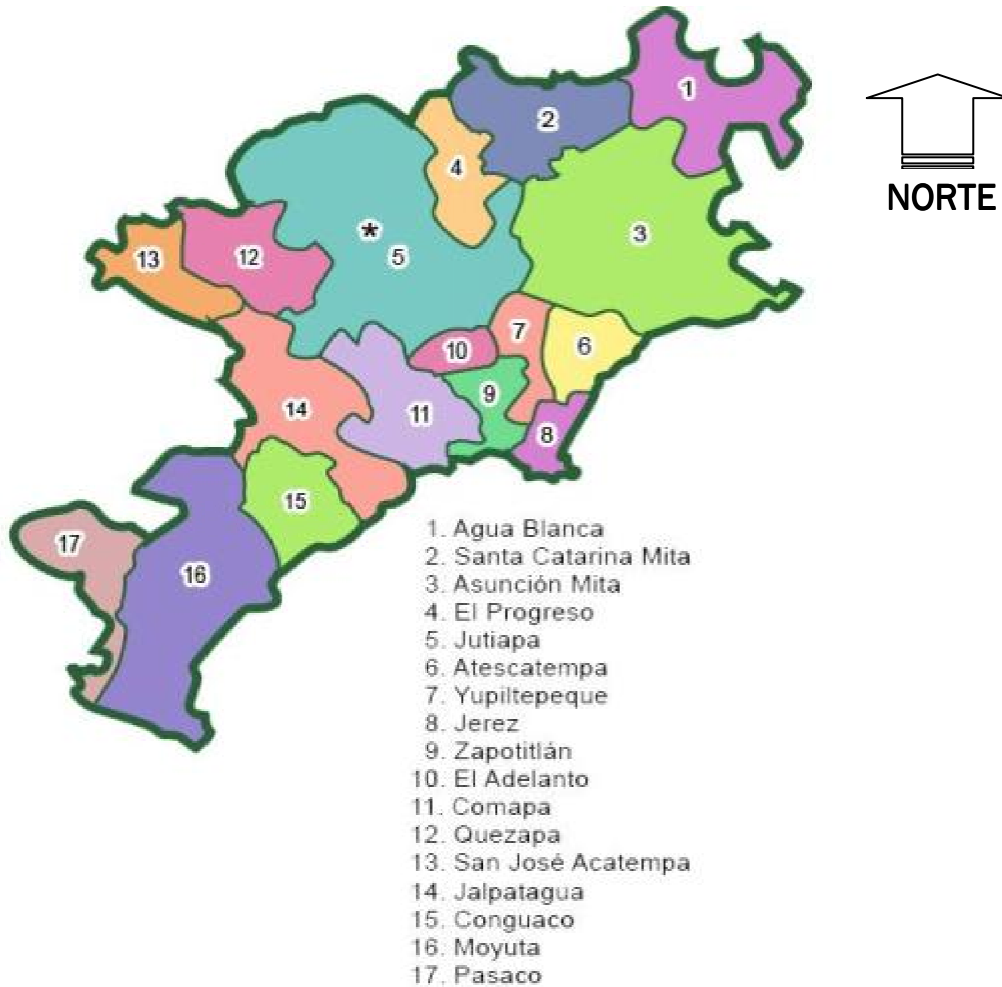 1
2
4
3
*
5
13
12
7
6
10
9
14
11
8
15
17
16
NORTE
1. Agua Blanca
2. Santa Catarina Mita
3. Asunción Mita
4. El Progreso
5. Jutiapa
6. Atescatempa
7. Yupiltepeque
8. Jerez
9. Zapotitlán
10. El Adelanto
11. Comapa
12. Quezapa
13. San José Acatempa
14. Jalpatagua
15. Conguaco
16. Moyuta
17. Pasaco